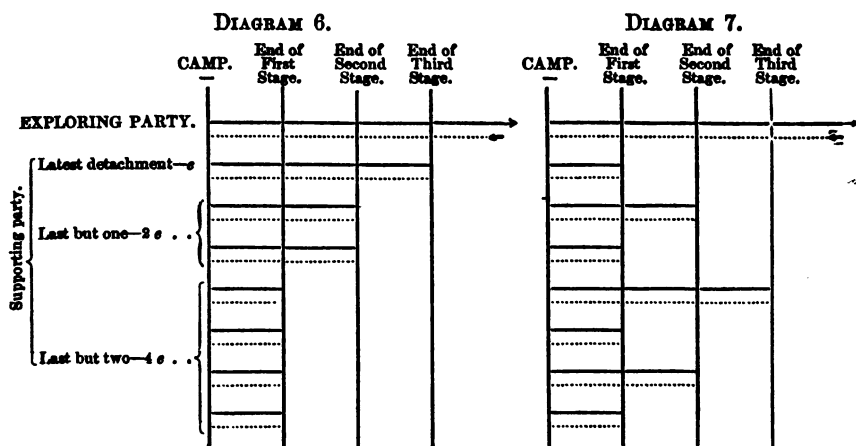 DIAGRAM 6.
DIAGRAM 7.
CAMP.
End of
First
Stage.
End of
Second
Stage.
End of
Third
Stage.
CAMP.
End of
First
Stage.
End of
Second
Stage.
End of
Third
Stage.
EXPLORING PARTY.
Supporting party.
Latest detachment—e
Last but one—2 e . .
Last but two—4 e . .